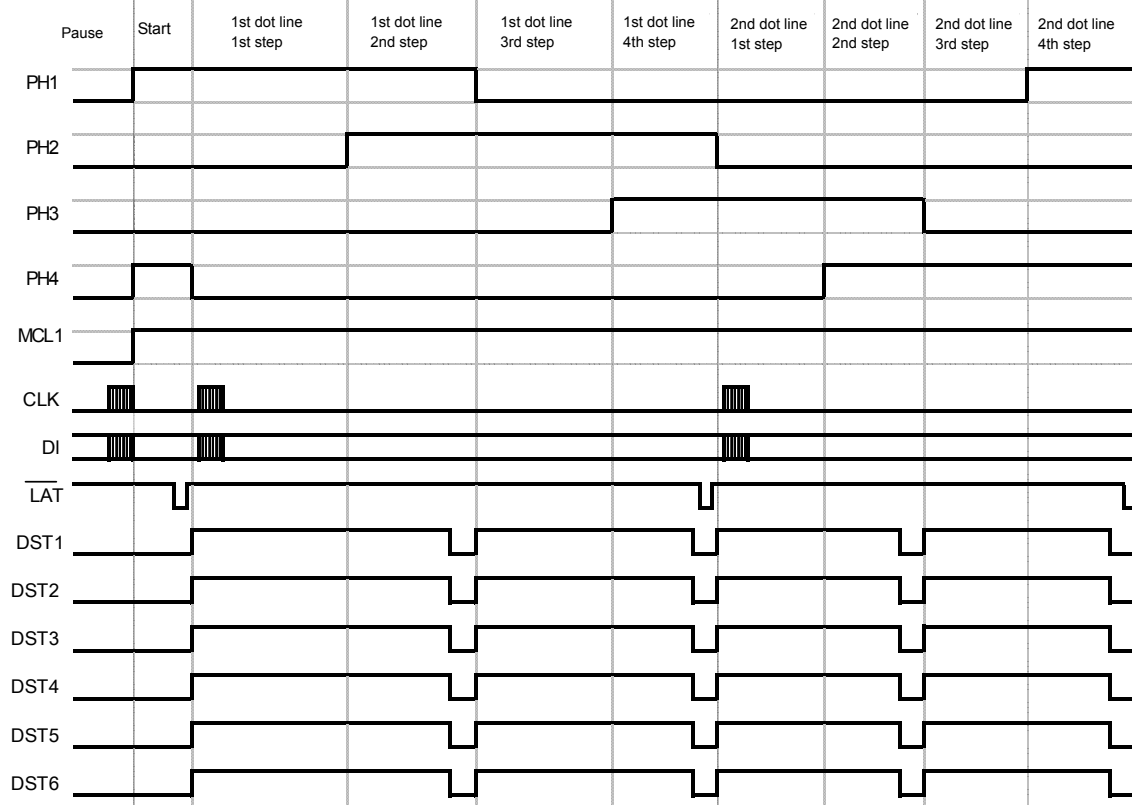 Pause
Start
1st dot line
1st step
1st dot line
2nd step
1st dot line
3rd step
1st dot line
4th step
2nd dot line
1st step
2nd dot line
2nd step
2nd dot line
3rd step
2nd dot line
4th step
PH1
PH2
PH3
PH4
MCL1
CLK
DI
LAT
DST1
DST2
DST3
DST4
DST5
DST6